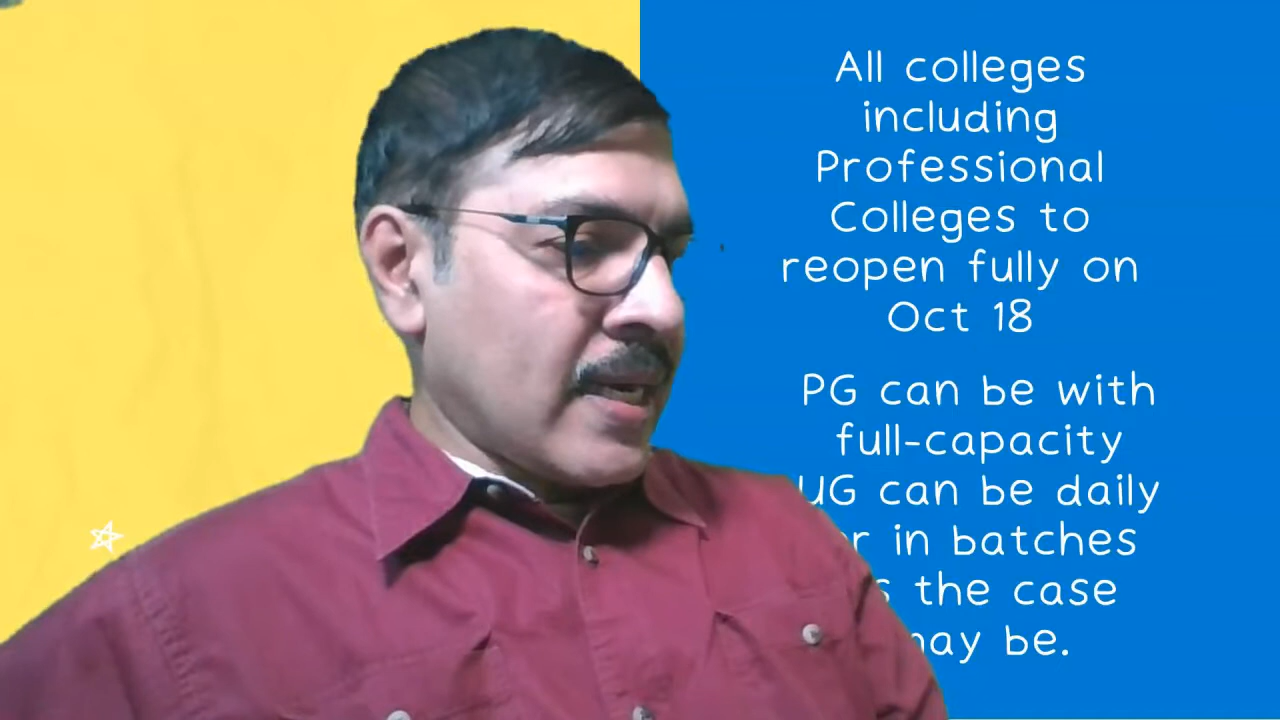 All colleges
including
Professional
Colleges to
reopen fully on
Oct 18
PG can be with
full-capacity
UG can be daily
in batches
the case
be.